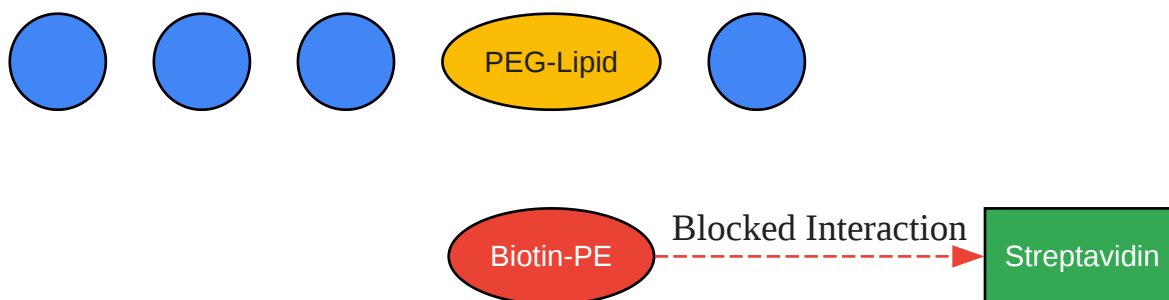 PEG-Lipid
Biotin-PE
Blocked Interaction
Streptavidin